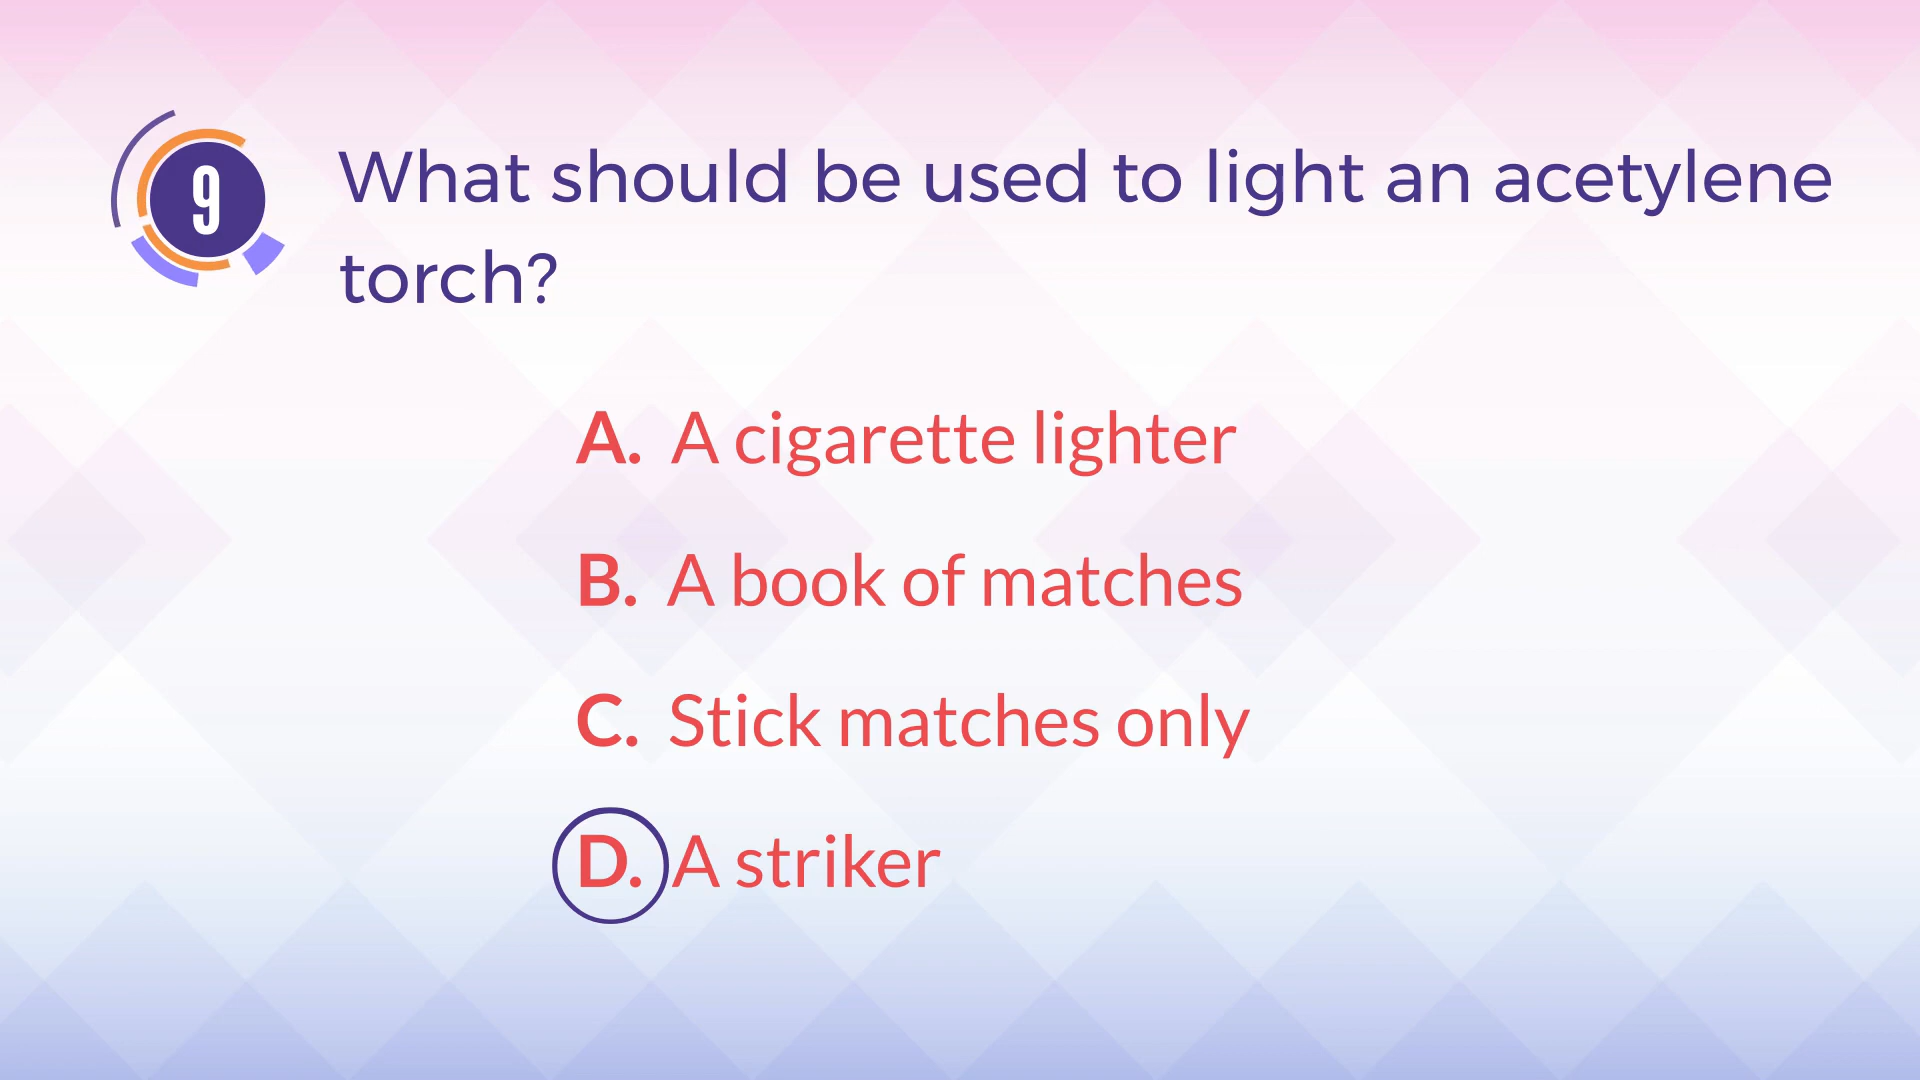 9
What should be used to light an acetylene
torch?
A. A cigarette lighter
B. A book of matches
C. Stick matches only
D. A striker